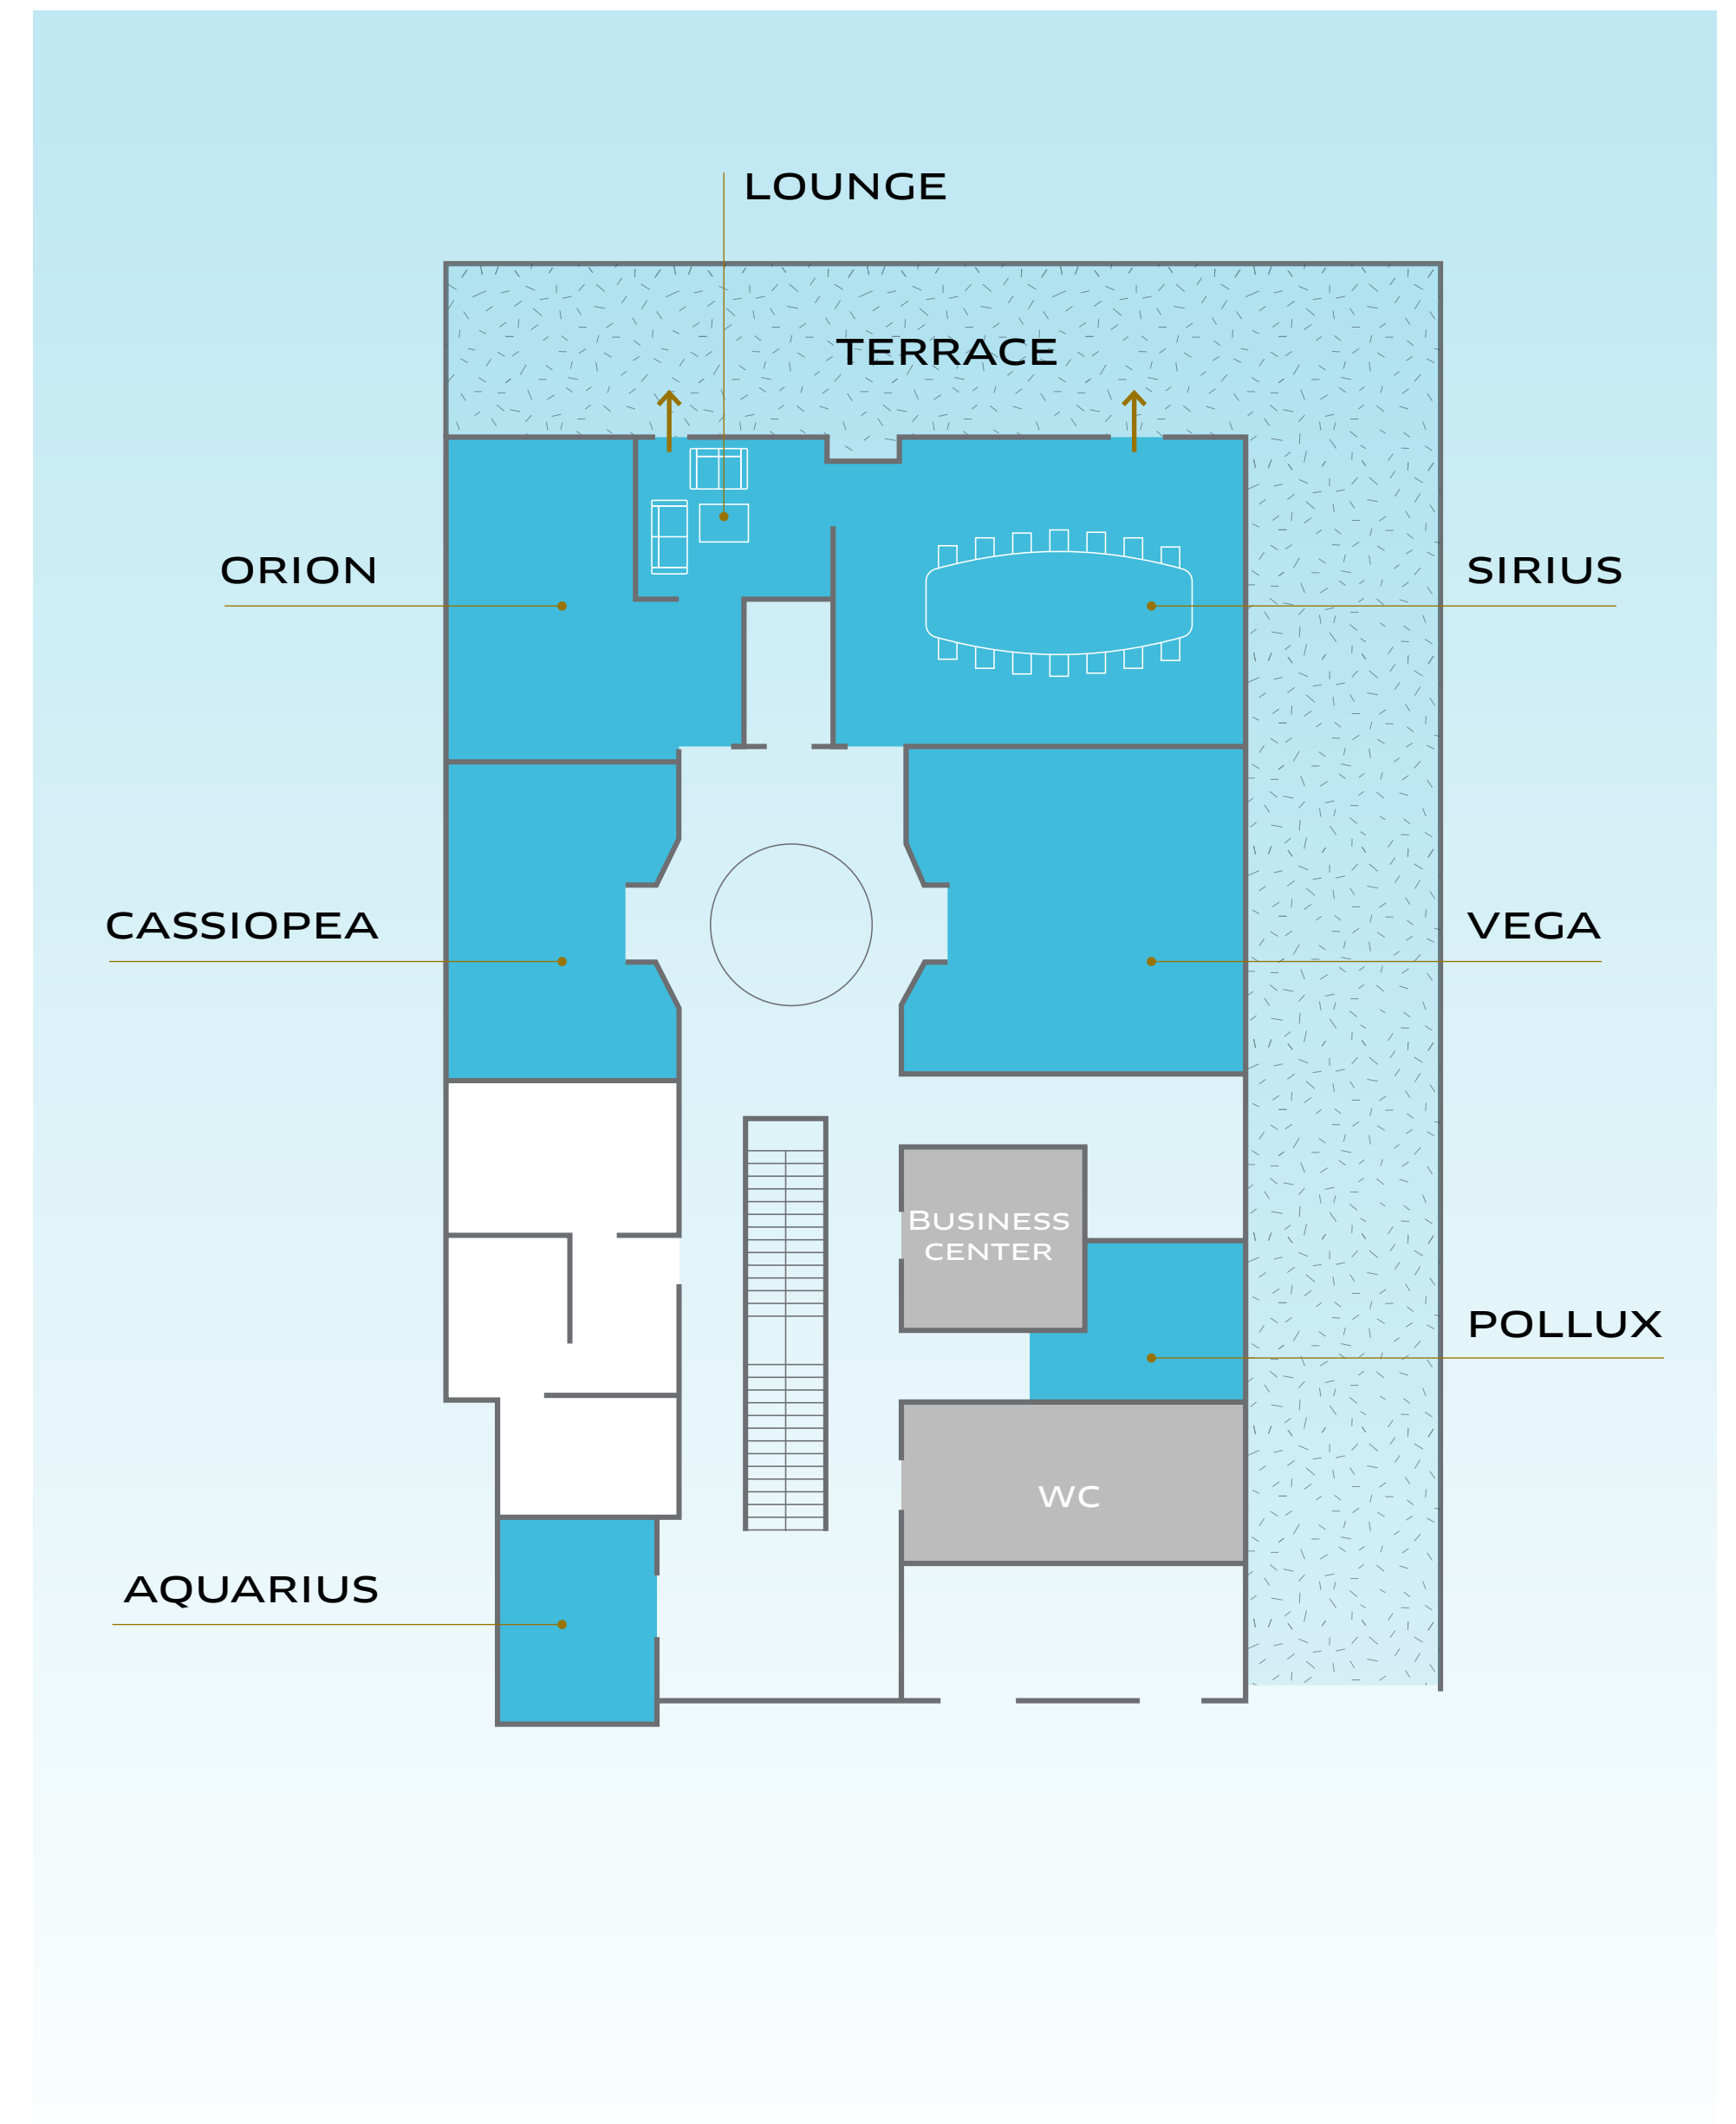 LOUNGE
TERRACE
ORION
SIRIUS
CASSIOPEA
VEGA
BUSINESS
CENTER
POLLUX
WC
AQUARIUS